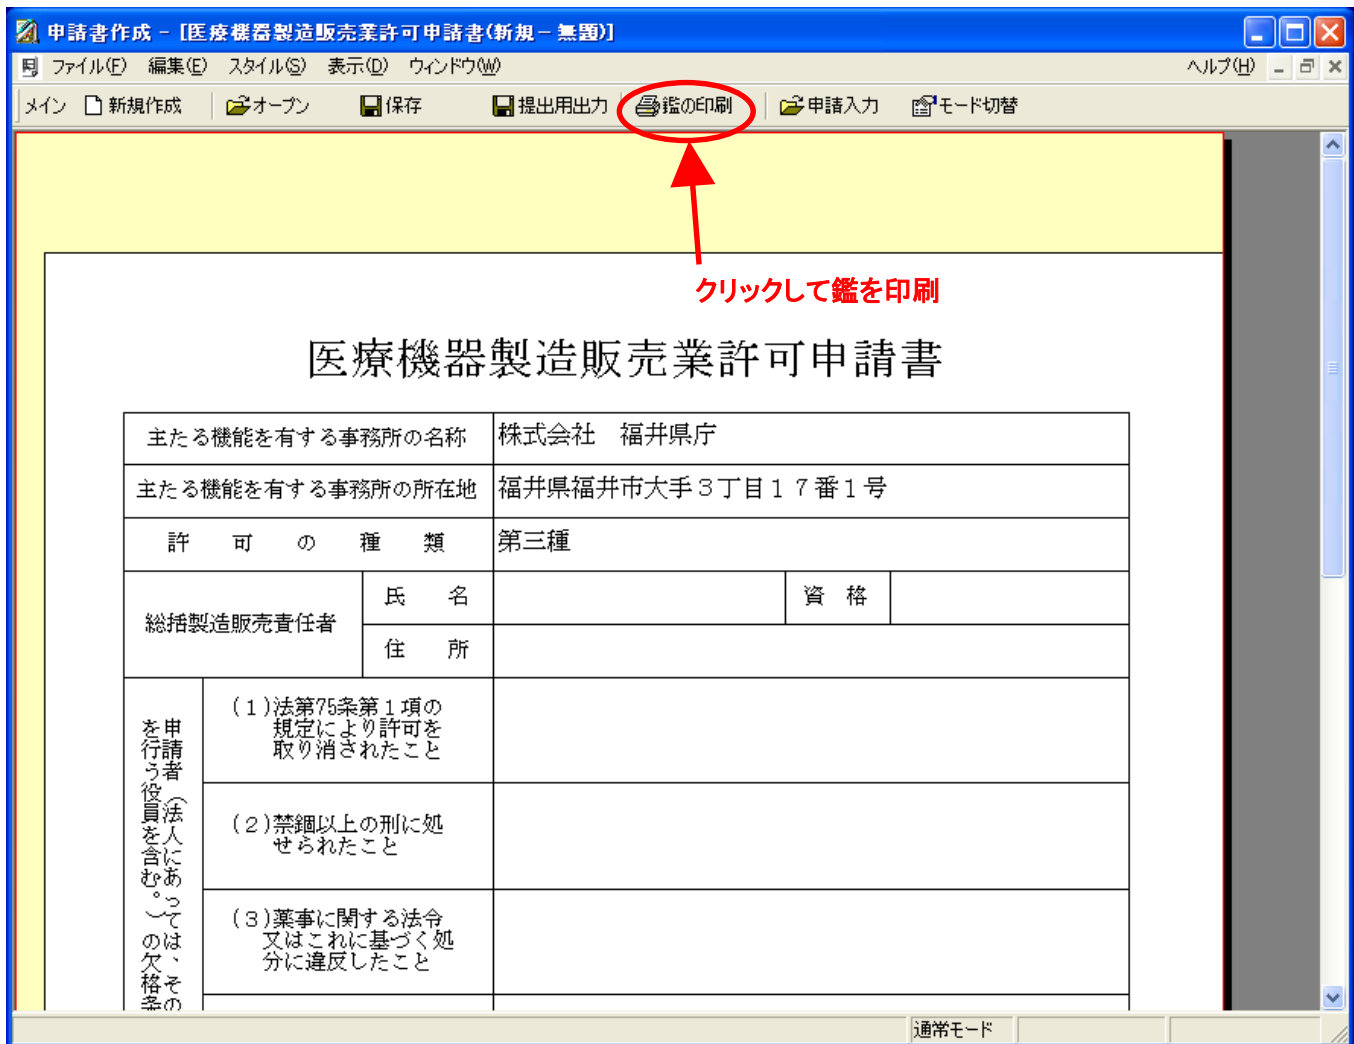 申請書作成 - [医療機器製造販売業許可申請書(新規 - 無題)]
ファイル(F) 編集(E) スタイル(S) 表示(D) ウィンドウ(W) ヘルプ(H)
メイン 新規作成 オープン 保存 提出用出力 鑑の印刷 申請入力 モード切替
クリックして鑑を印刷
医療機器製造販売業許可申請書
主たる機能を有する事務所の名称 株式会社 福井県庁
主たる機能を有する事務所の所在地 福井県福井市大手3丁目17番1号
許可の種類 第三種
総括製造販売責任者 氏名 資格
住所
申請者(法人にあっては、その
を行う役員を含む。)の欠格条
(1)法第75条第1項の
規定により許可を
取り消されたこと
(2)禁錮以上の刑に処
せられたこと
(3)薬事に関する法令
又はこれに基づく処
分に違反したこと
通常モード